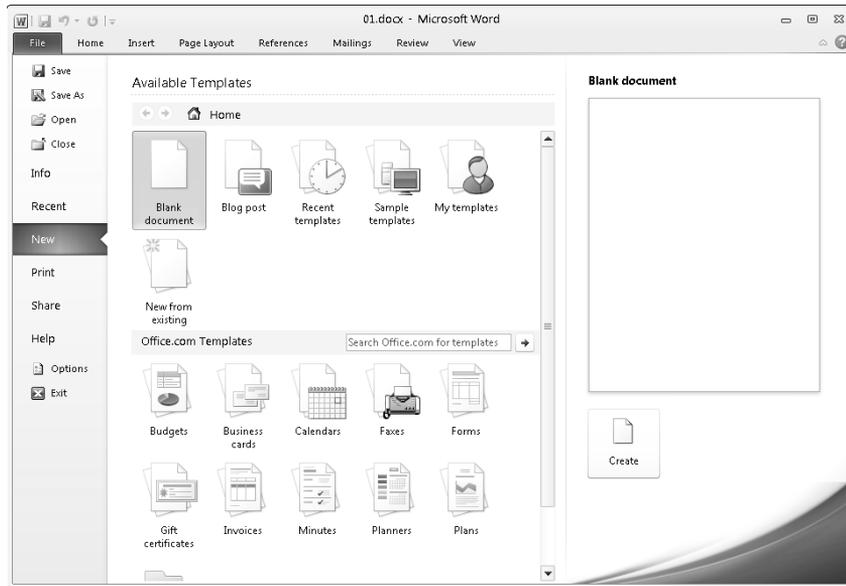 W
01.docx - Microsoft Word
File Home Insert Page Layout References Mailings Review View
Save
Save As
Open
Close
Info
Recent
New
Print
Share
Help
Options
Exit
Available Templates
Home
Blank document
Blog post
Recent templates
Sample templates
My templates
New from existing
Office.com Templates
Search Office.com for templates
Budgets
Business cards
Calendars
Faxes
Forms
Gift certificates
Invoices
Minutes
Planners
Plans
Blank document
Create